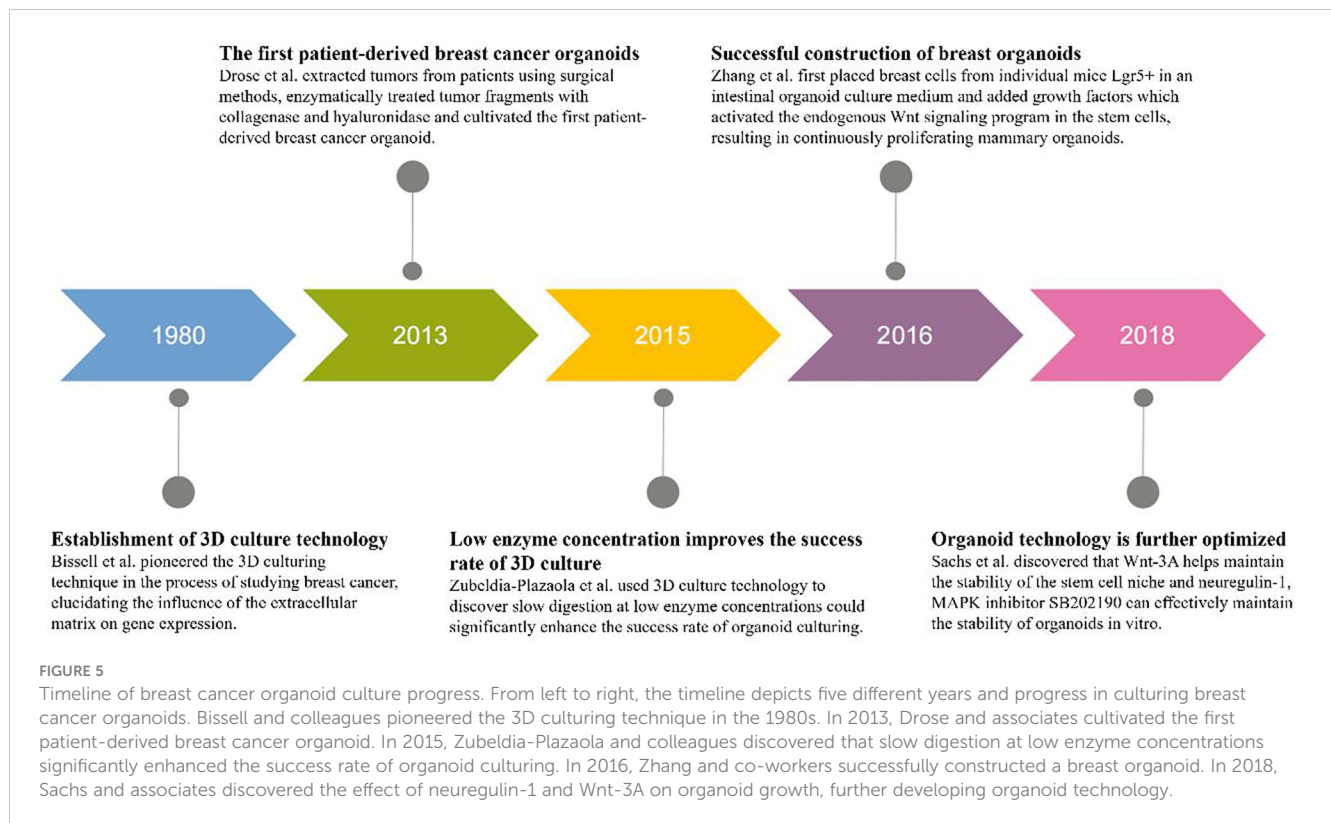 The first patient-derived breast cancer organoids
Drose et al. extracted tumors from patients using surgical
methods, enzymatically treated tumor fragments with
collagenase and hyaluronidase and cultivated the first patient-
derived breast cancer organoid.
Successful construction of breast organoids
Zhang et al. first placed breast cells from individual mice Lgr5+ in an
intestinal organoid culture medium and added growth factors which
activated the endogenous Wnt signaling program in the stem cells,
resulting in continuously proliferating mammary organoids.
1980
2013
2015
2016
2018
Establishment of 3D culture technology
Bissell et al. pioneered the 3D culturing
technique in the process of studying breast cancer,
elucidating the influence of the extracellular
matrix on gene expression.
Low enzyme concentration improves the success
rate of 3D culture
Zubeldia-Plazaola et al. used 3D culture technology to
discover slow digestion at low enzyme concentrations could
significantly enhance the success rate of organoid culturing.
Organoid technology is further optimized
Sachs et al. discovered that Wnt-3A helps maintain
the stability of the stem cell niche and neuregulin-1,
MAPK inhibitor SB202190 can effectively maintain
the stability of organoids in vitro.
FIGURE 5
Timeline of breast cancer organoid culture progress. From left to right, the timeline depicts five different years and progress in culturing breast
cancer organoids. Bissell and colleagues pioneered the 3D culturing technique in the 1980s. In 2013, Drose and associates cultivated the first
patient-derived breast cancer organoid. In 2015, Zubeldia-Plazaola and colleagues discovered that slow digestion at low enzyme concentrations
significantly enhanced the success rate of organoid culturing. In 2016, Zhang and co-workers successfully constructed a breast organoid. In 2018,
Sachs and associates discovered the effect of neuregulin-1 and Wnt-3A on organoid growth, further developing organoid technology.